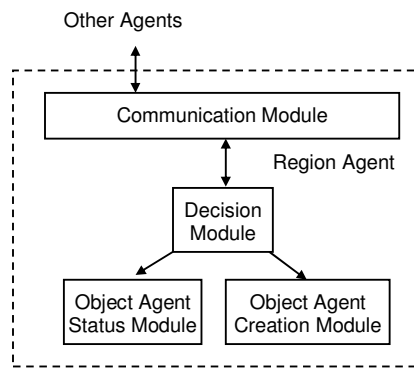 Other Agents
Communication Module
Region Agent
Decision
Module
Object Agent
Status Module
Object Agent
Creation Module